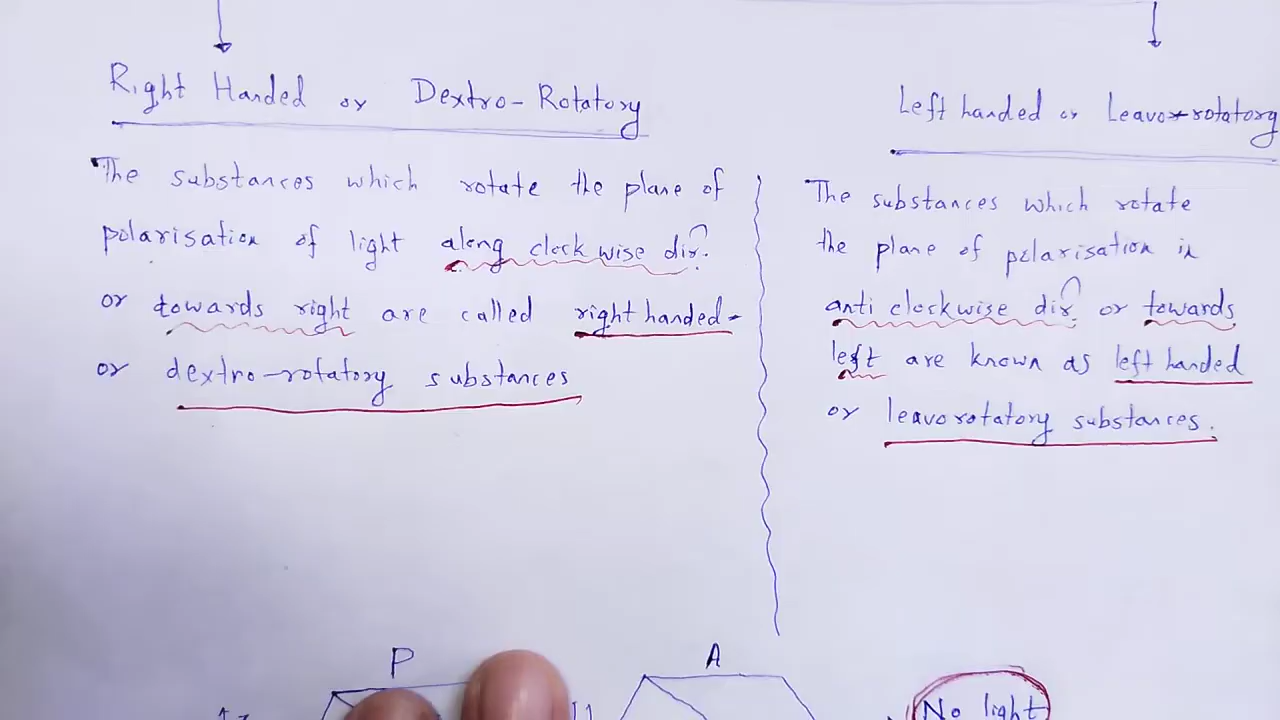 Right Handed or Dextro-Rotatory
The substances which rotate the plane of
polarisation of light along clockwise dir.
or towards right are called right handed-
or dextro-rotatory substances
Left handed or Leavo-rotatory
The substances which rotate
the plane of polarisation in
anti clockwise dir. or towards
left are known as left handed
or leavorotatory substances.
P
A
No light